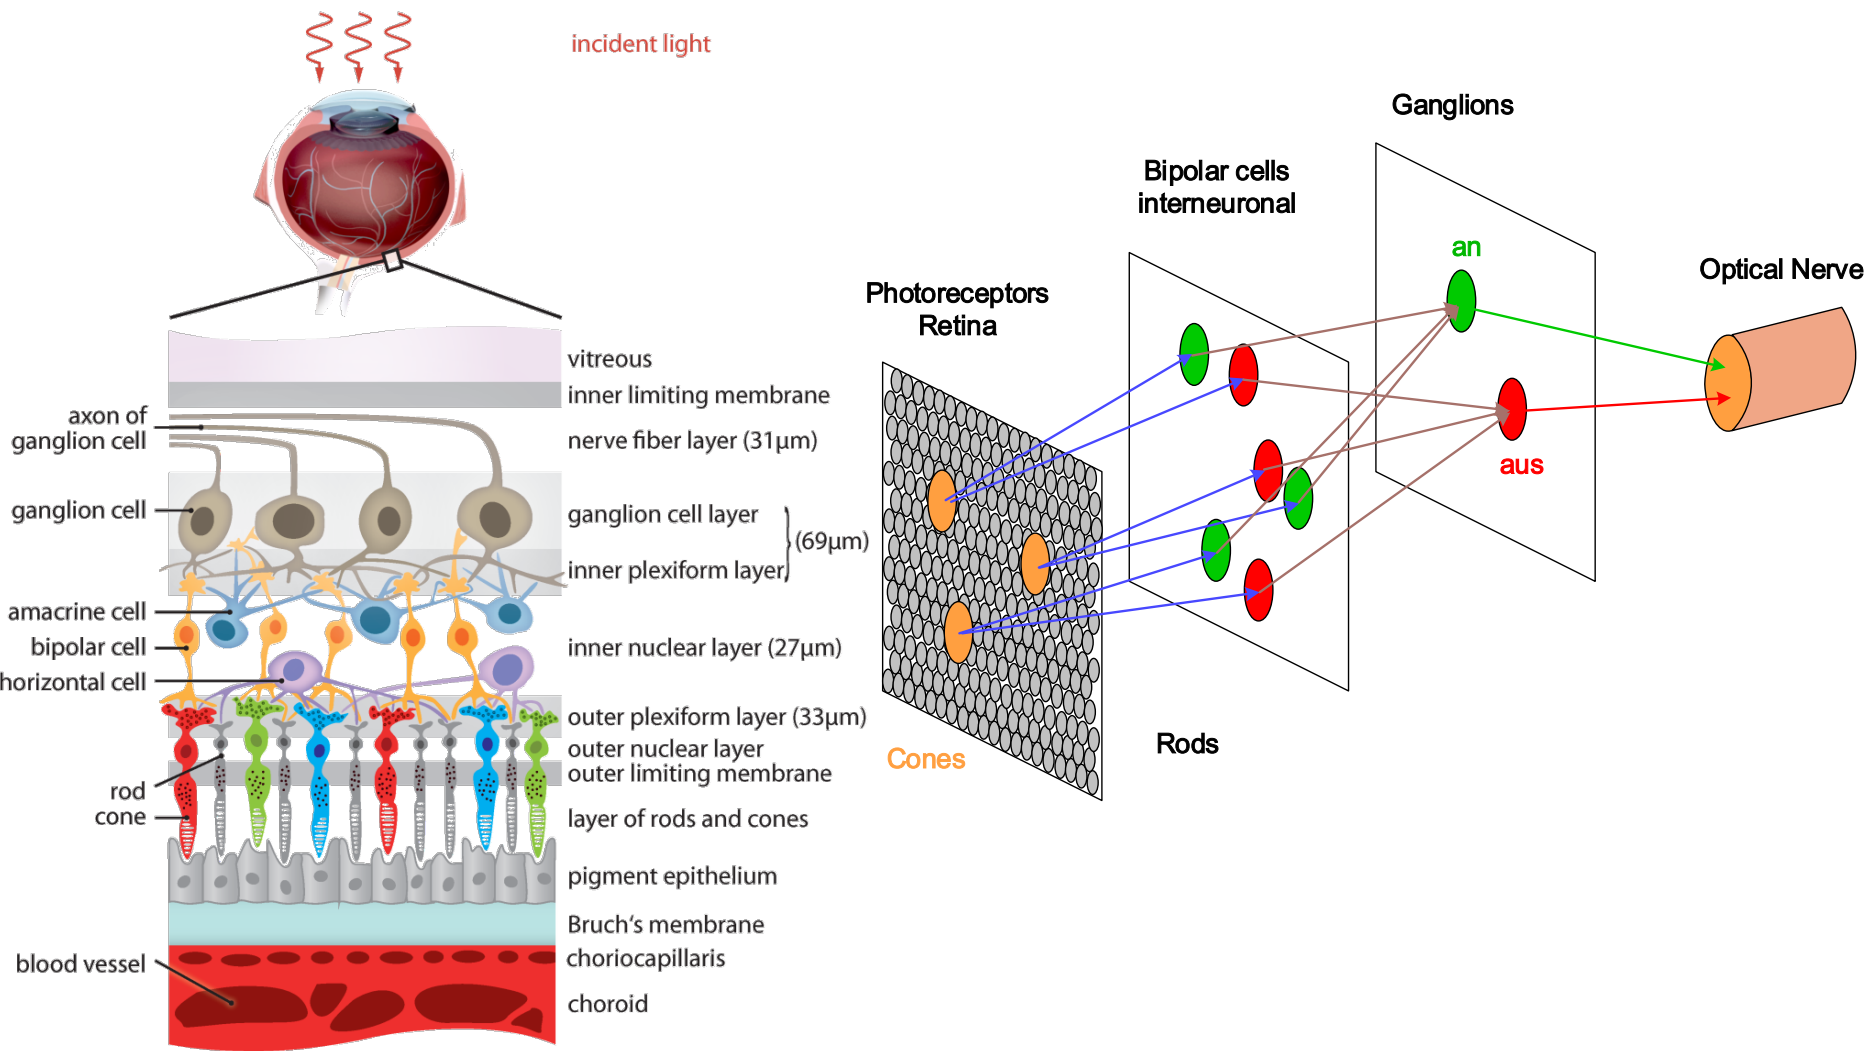 incident light
vitreous
inner limiting membrane
axon of
ganglion cell
nerve fiber layer (31µm)
ganglion cell
ganglion cell layer
(69µm)
inner plexiform layer
amacrine cell
bipolar cell
inner nuclear layer (27µm)
horizontal cell
outer plexiform layer (33µm)
outer nuclear layer
outer limiting membrane
rod
cone
layer of rods and cones
pigment epithelium
Bruch's membrane
blood vessel
choriocapillaris
choroid
Photoreceptors
Retina
Cones
Rods
Bipolar cells
interneuronal
Ganglions
an
aus
Optical Nerve